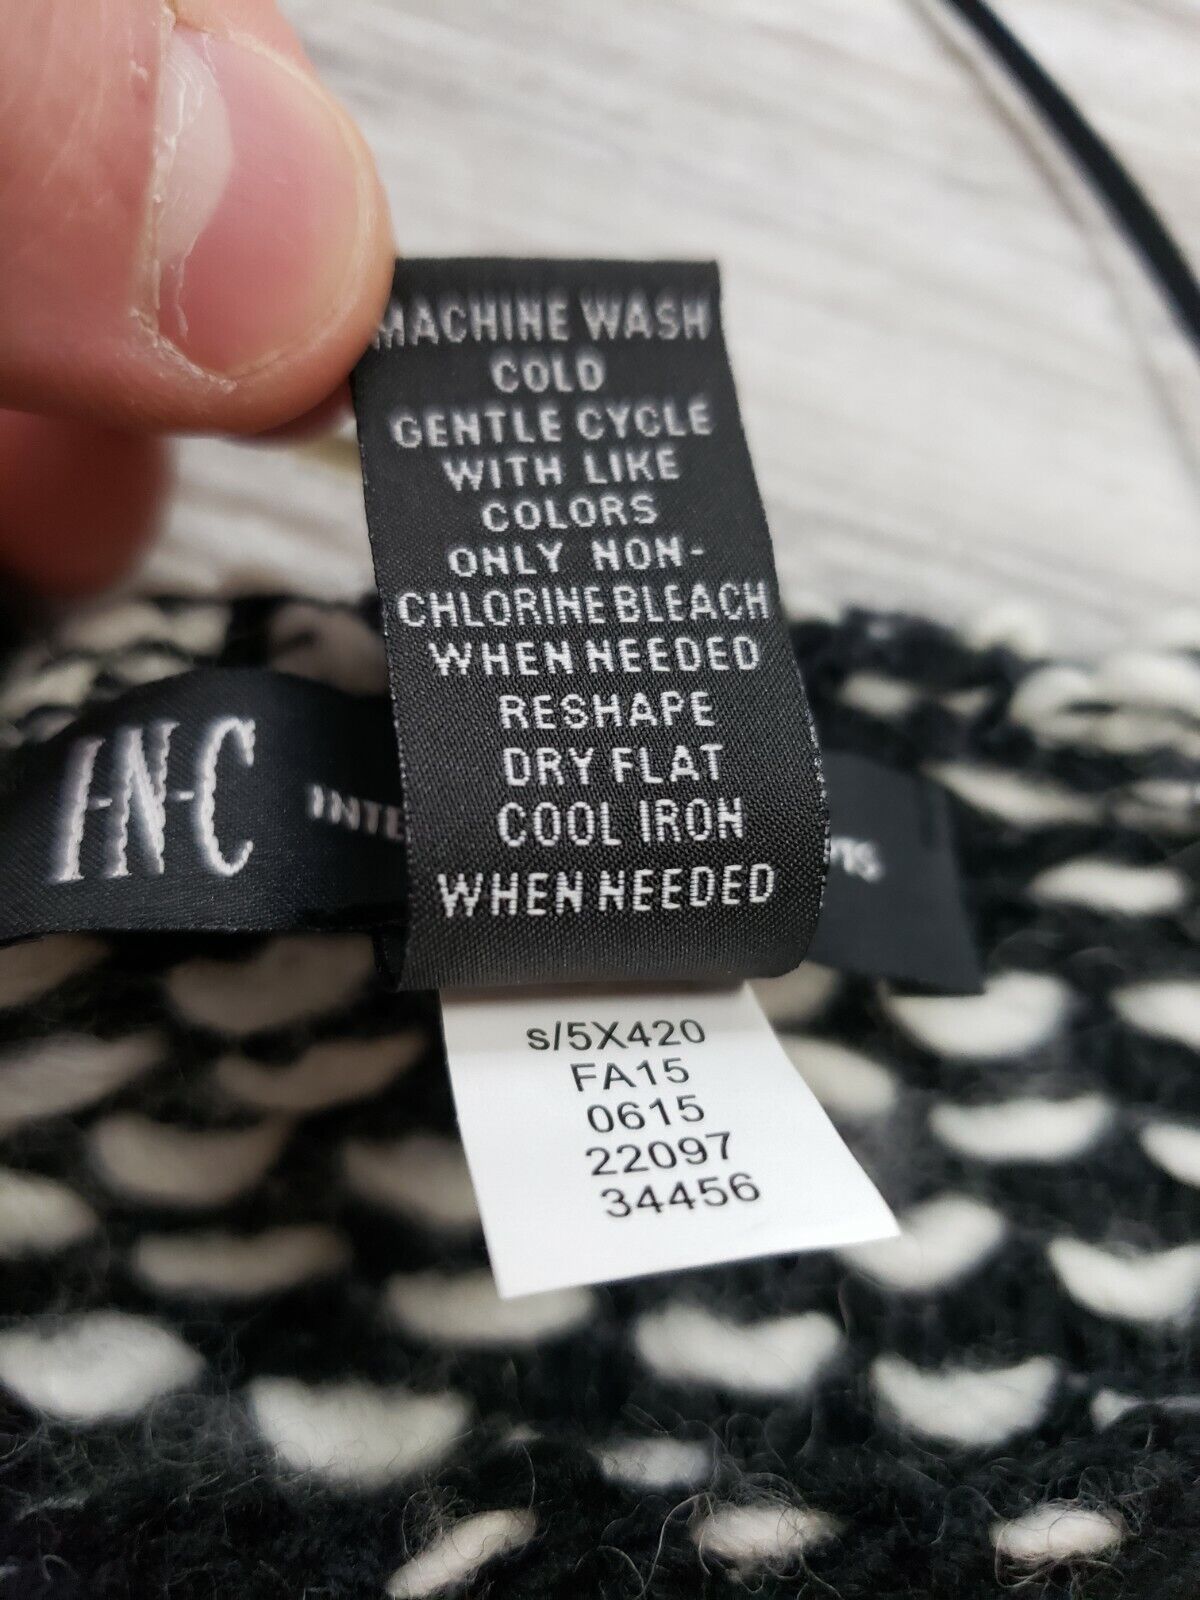 MACHINE WASH
COLD
GENTLE CYCLE
WITH LIKE
COLORS
ONLY NON-
CHLORINE BLEACH
WHEN NEEDED
RESHAPE
DRY FLAT
COOL IRON
WHEN NEEDED
I-N-C
INTE
s/5X420
FA15
0615
22097
34456